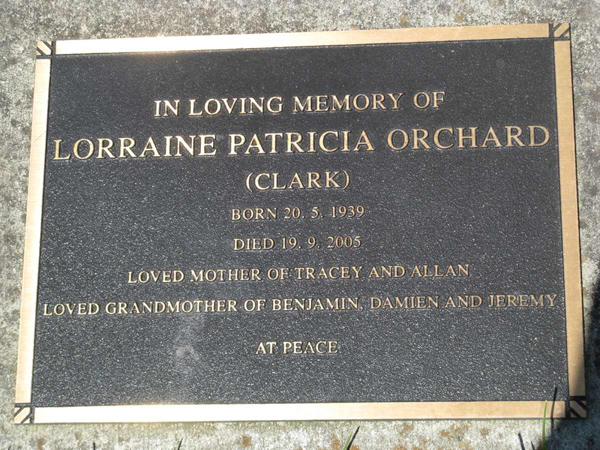 IN LOVING MEMORY OF
LORRAINE PATRICIA ORCHARD
(CLARK)
BORN 20. 5. 1939
DIED 19. 9. 2005
LOVED MOTHER OF TRACEY AND ALLAN
LOVED GRANDMOTHER OF BENJAMIN, DAMIEN AND JEREMY
AT PEACE